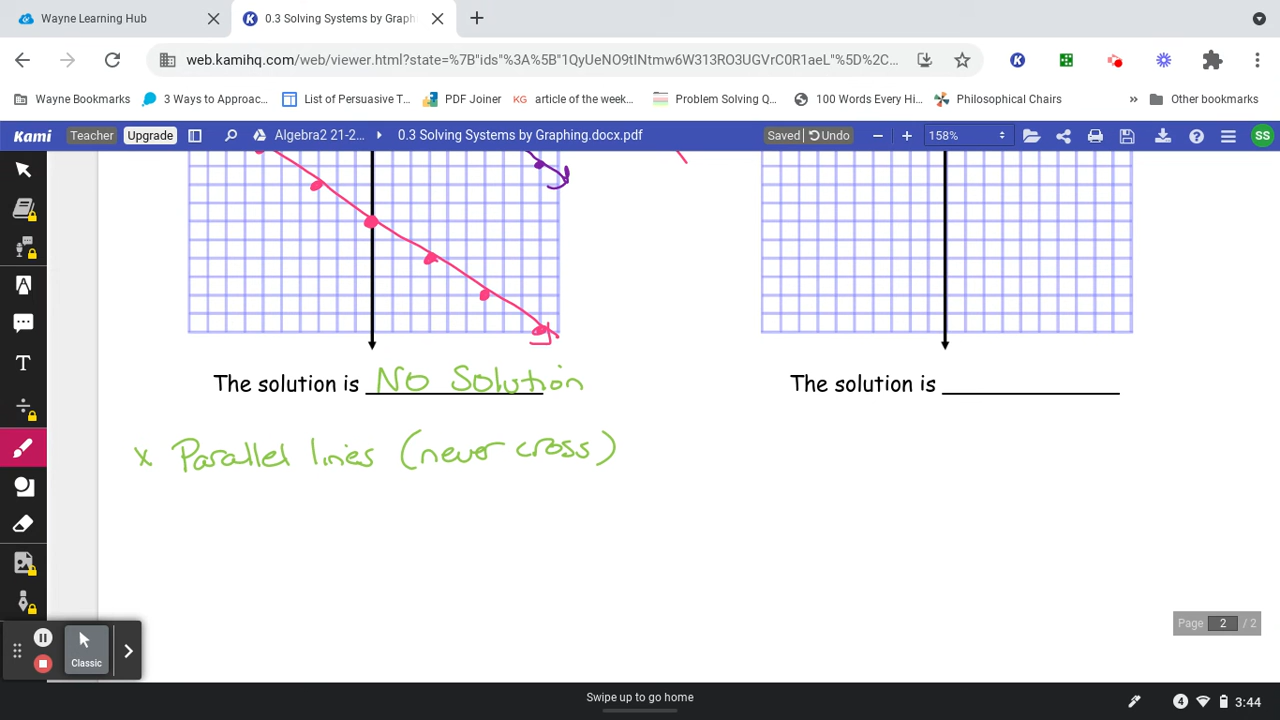 Wayne Learning Hub
0.3 Solving Systems by Graph
web.kamihq.com/web/viewer.html?state=%7B"ids"%3A%5B"1QyUeNO9tINtmw6W313RO3UGVrC0R1aeL"%5D%2C...
Wayne Bookmarks
3 Ways to Approac...
List of Persuasive T...
PDF Joiner
KG article of the week...
Problem Solving Q...
100 Words Every Hi...
Philosophical Chairs
» Other bookmarks
Kami Teacher Upgrade Algebra2 21-2... 0.3 Solving Systems by Graphing.docx.pdf Saved Undo 158% SS
The solution is No Solution
The solution is ____________
x Parallel lines (never cross)
Page 2 / 2
Classic
Swipe up to go home
4 3:44